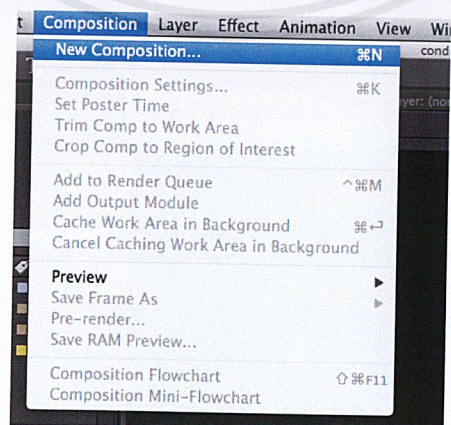 t Composition Layer Effect Animation View Wi
New Composition... ⌘N
cond
Composition Settings... ⌘K
Set Poster Time
Trim Comp to Work Area
Crop Comp to Region of Interest
Add to Render Queue ^⌘M
Add Output Module
Cache Work Area in Background ⌘↩
Cancel Caching Work Area in Background
Preview
Save Frame As
Pre-render...
Save RAM Preview...
Composition Flowchart ⇧⌘F11
Composition Mini-Flowchart